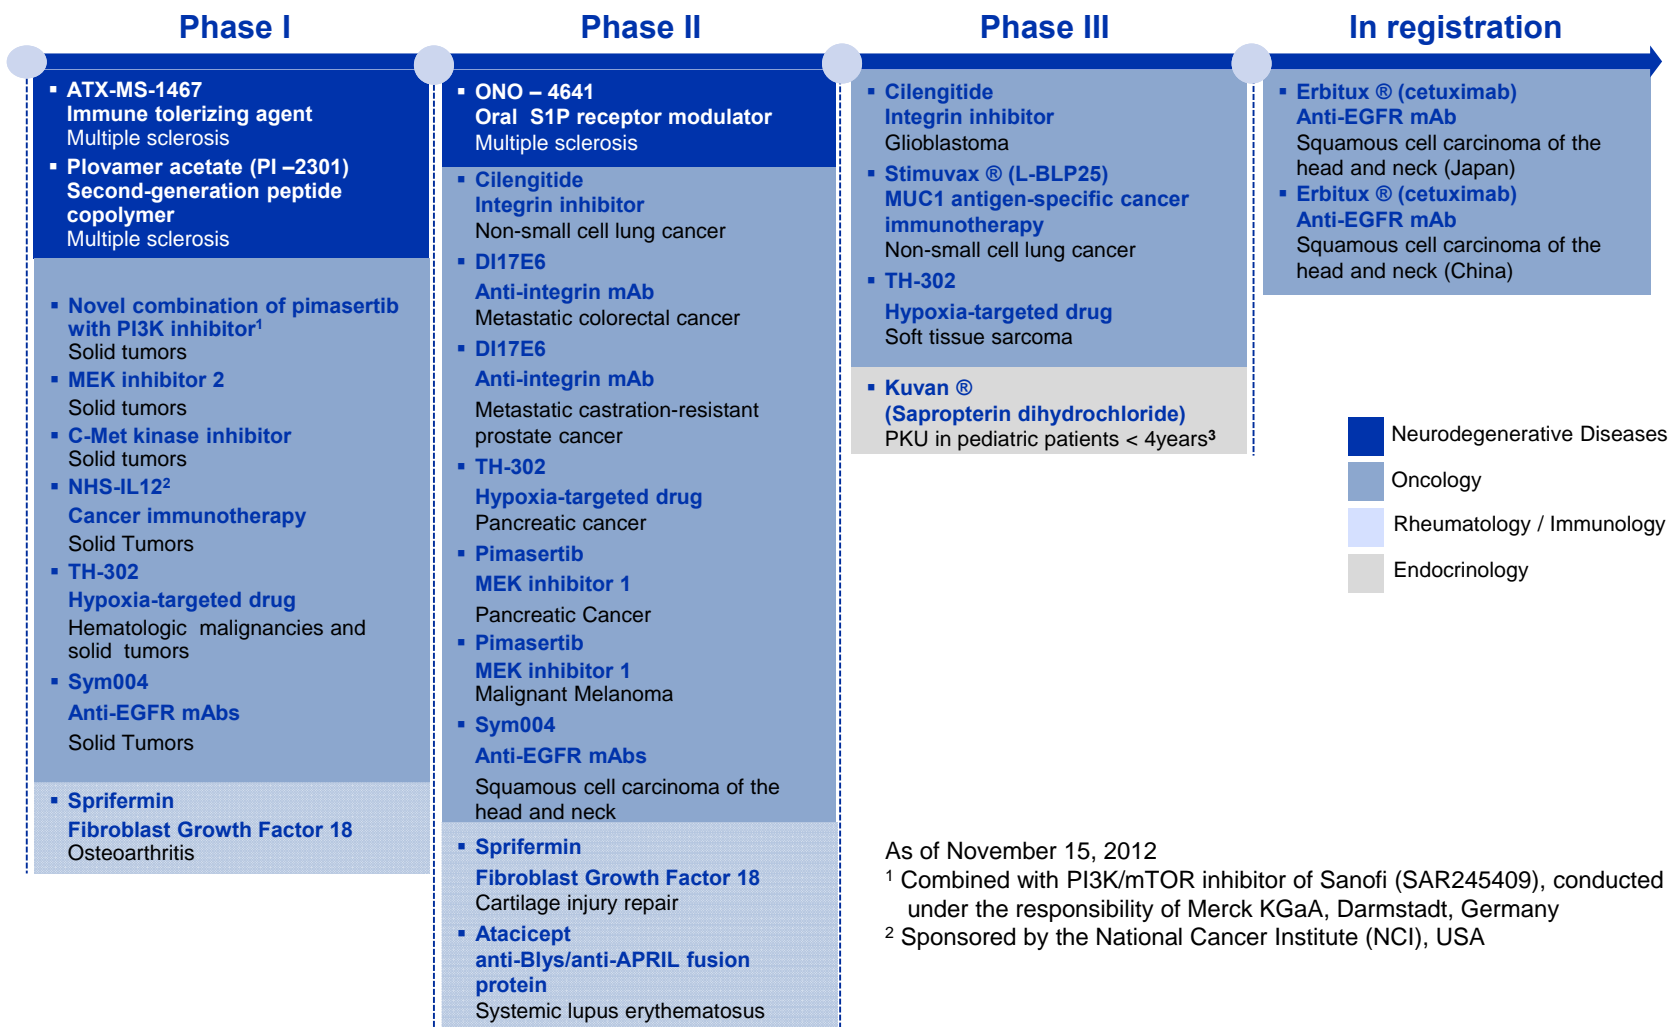 Phase I
▪ ATX-MS-1467
Immune tolerizing agent
Multiple sclerosis
▪ Plovamer acetate (PI –2301)
Second-generation peptide
copolymer
Multiple sclerosis
▪ Novel combination of pimasertib
with PI3K inhibitor¹
Solid tumors
▪ MEK inhibitor 2
Solid tumors
▪ C-Met kinase inhibitor
Solid tumors
▪ NHS-IL12²
Cancer immunotherapy
Solid Tumors
▪ TH-302
Hypoxia-targeted drug
Hematologic malignancies and
solid tumors
▪ Sym004
Anti-EGFR mAbs
Solid Tumors
▪ Sprifermin
Fibroblast Growth Factor 18
Osteoarthritis
Phase II
▪ ONO – 4641
Oral S1P receptor modulator
Multiple sclerosis
▪ Cilengitide
Integrin inhibitor
Non-small cell lung cancer
▪ DI17E6
Anti-integrin mAb
Metastatic colorectal cancer
▪ DI17E6
Anti-integrin mAb
Metastatic castration-resistant
prostate cancer
▪ TH-302
Hypoxia-targeted drug
Pancreatic cancer
▪ Pimasertib
MEK inhibitor 1
Pancreatic Cancer
▪ Pimasertib
MEK inhibitor 1
Malignant Melanoma
▪ Sym004
Anti-EGFR mAbs
Squamous cell carcinoma of the
head and neck
▪ Sprifermin
Fibroblast Growth Factor 18
Cartilage injury repair
▪ Atacicept
anti-Blys/anti-APRIL fusion
protein
Systemic lupus erythematosus
Phase III
▪ Cilengitide
Integrin inhibitor
Glioblastoma
▪ Stimuvax ® (L-BLP25)
MUC1 antigen-specific cancer
immunotherapy
Non-small cell lung cancer
▪ TH-302
Hypoxia-targeted drug
Soft tissue sarcoma
▪ Kuvan ®
(Sapropterin dihydrochloride)
PKU in pediatric patients < 4years³
In registration
▪ Erbitux ® (cetuximab)
Anti-EGFR mAb
Squamous cell carcinoma of the
head and neck (Japan)
▪ Erbitux ® (cetuximab)
Anti-EGFR mAb
Squamous cell carcinoma of the
head and neck (China)
Neurodegenerative Diseases
Oncology
Rheumatology / Immunology
Endocrinology
As of November 15, 2012
¹ Combined with PI3K/mTOR inhibitor of Sanofi (SAR245409), conducted
under the responsibility of Merck KGaA, Darmstadt, Germany
² Sponsored by the National Cancer Institute (NCI), USA